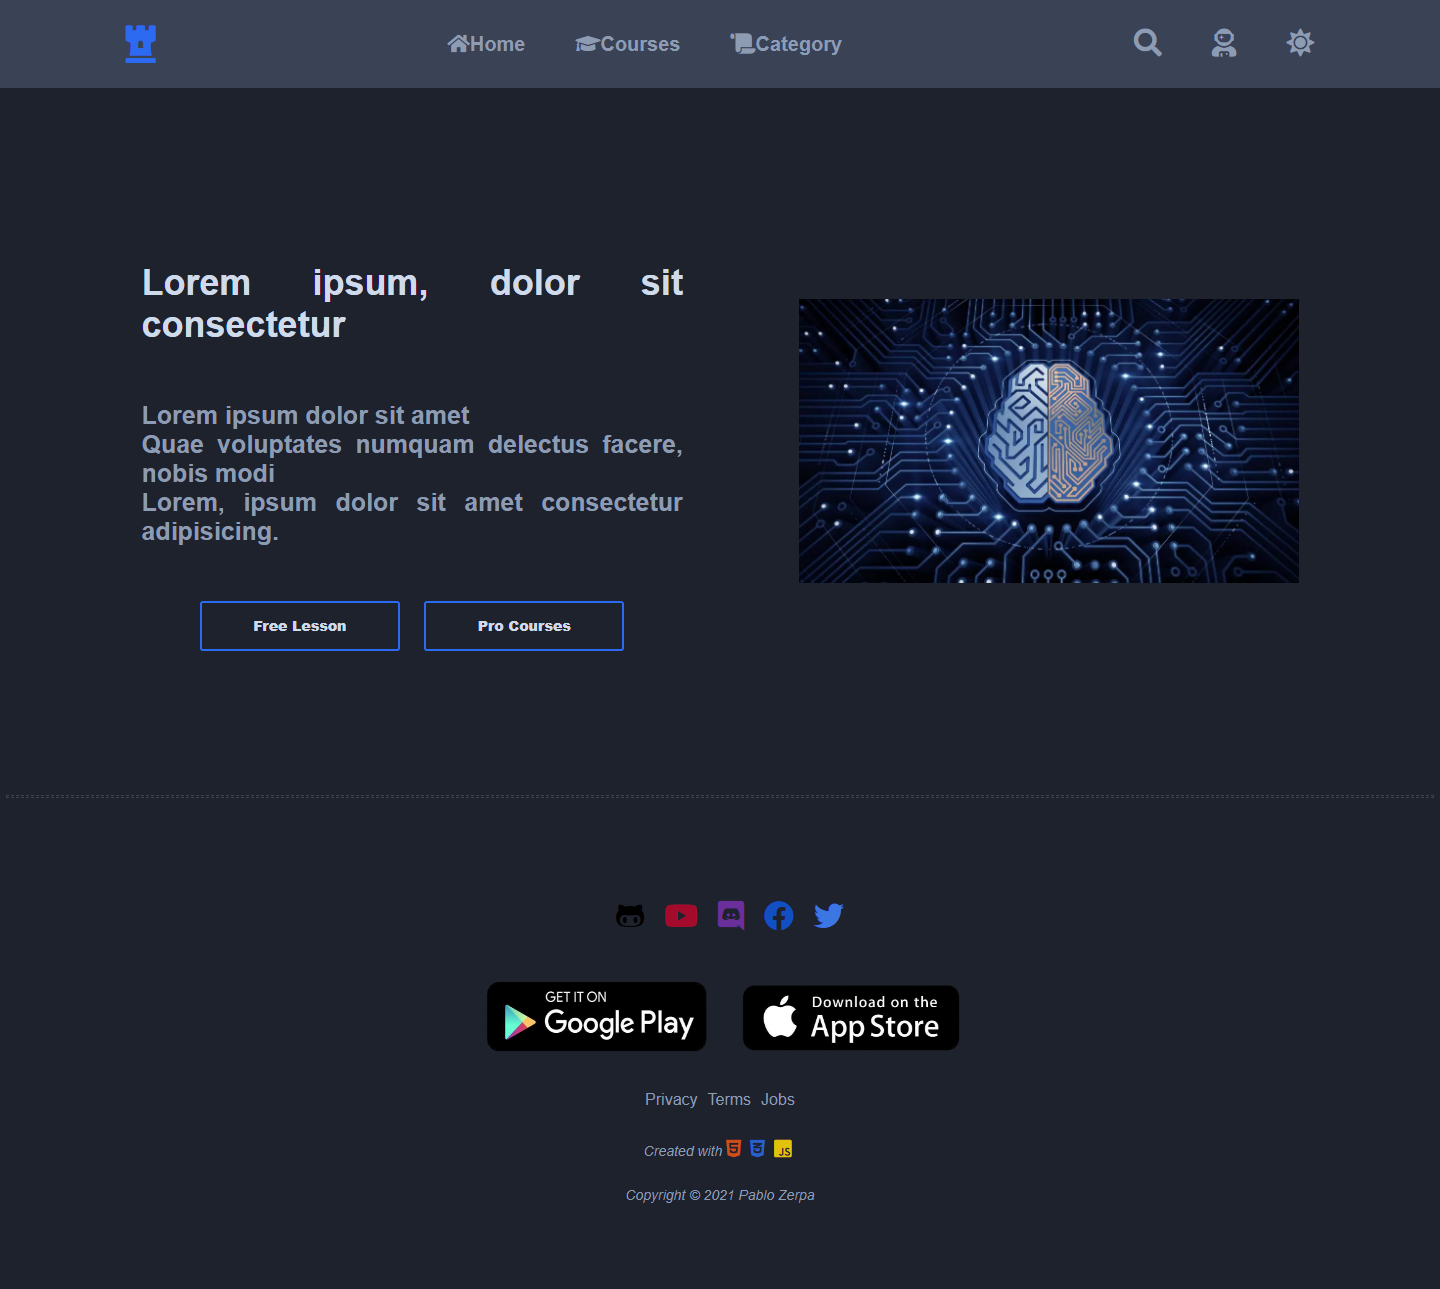 Home
Courses
Category
Lorem ipsum, dolor sit
consectetur
Lorem ipsum dolor sit amet
Quae voluptates numquam delectus facere,
nobis modi
Lorem, ipsum dolor sit amet consectetur
adipisicing.
Free Lesson
Pro Courses
GET IT ON
Google Play
Download on the
App Store
Privacy Terms Jobs
Created with 5 3 JS
Copyright © 2021 Pablo Zerpa